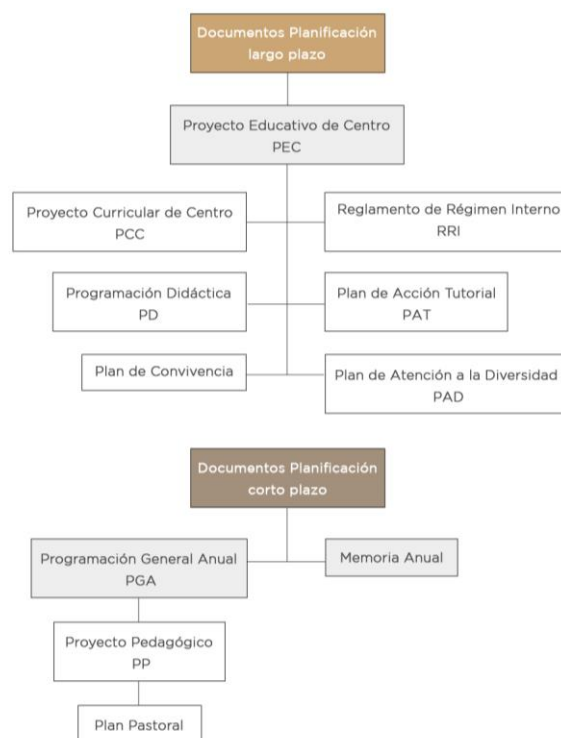 Documentos Planificación
largo plazo
Proyecto Educativo de Centro
PEC
Proyecto Curricular de Centro
PCC
Reglamento de Régimen Interno
RRI
Programación Didáctica
PD
Plan de Acción Tutorial
PAT
Plan de Convivencia
Plan de Atención a la Diversidad
PAD
Documentos Planificación
corto plazo
Programación General Anual
PGA
Memoria Anual
Proyecto Pedagógico
PP
Plan Pastoral